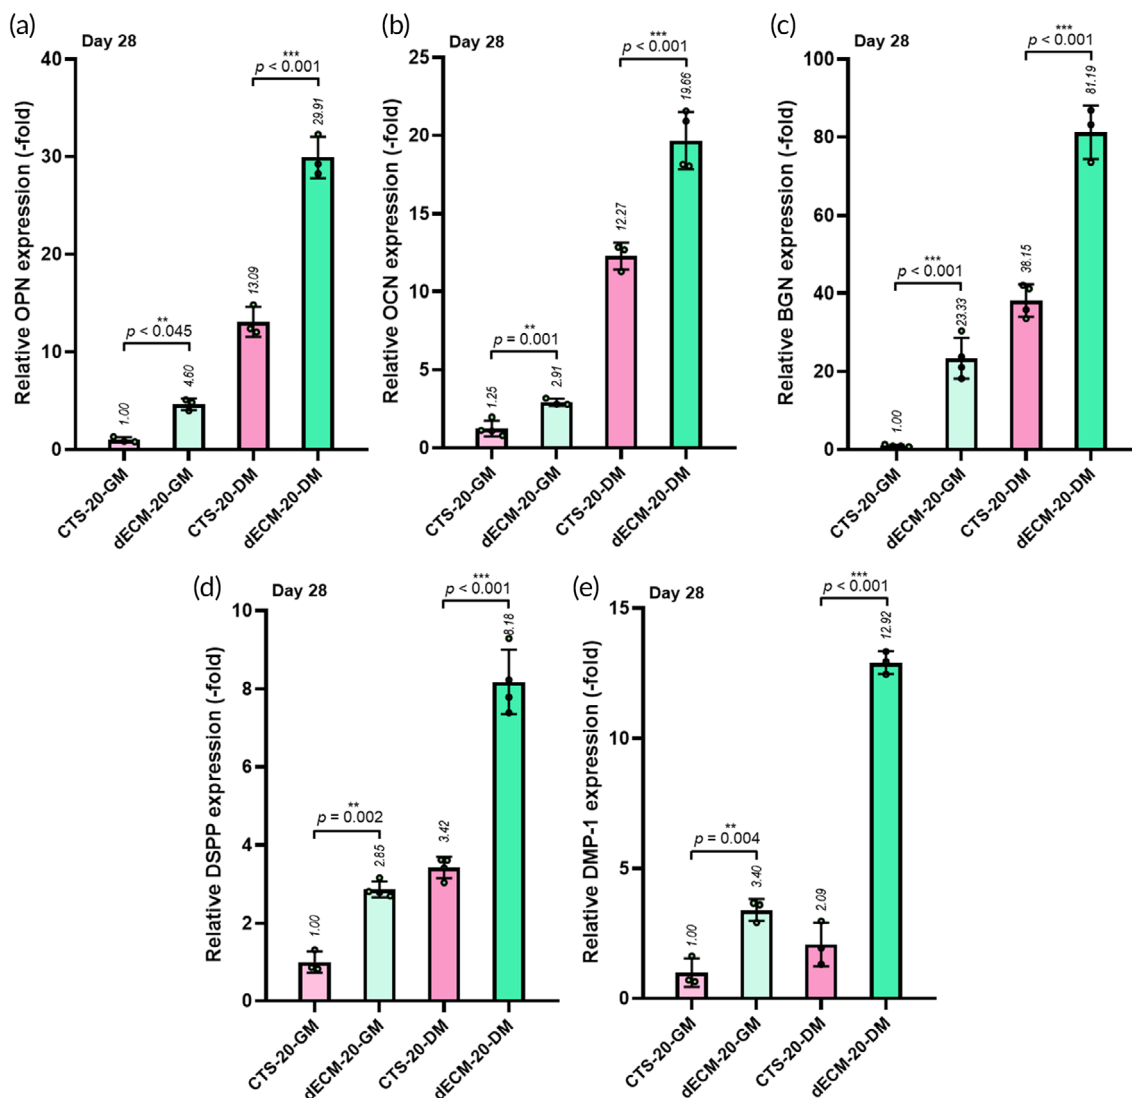 (a)
Day 28
Relative OPN expression (-fold)
40
30
20
10
0
1.00
4.60
13.09
29.91
**
p < 0.045
***
p < 0.001
CTS-20-GM
dECM-20-GM
CTS-20-DM
dECM-20-DM
(b)
Day 28
Relative OCN expression (-fold)
25
20
15
10
5
0
1.25
2.91
12.27
19.66
**
p = 0.001
***
p < 0.001
CTS-20-GM
dECM-20-GM
CTS-20-DM
dECM-20-DM
(c)
Day 28
Relative BGN expression (-fold)
100
80
60
40
20
0
1.00
23.33
38.15
81.19
***
p < 0.001
***
p < 0.001
CTS-20-GM
dECM-20-GM
CTS-20-DM
dECM-20-DM
(d)
Day 28
Relative DSPP expression (-fold)
10
8
6
4
2
0
1.00
2.85
3.42
8.18
**
p = 0.002
***
p < 0.001
CTS-20-GM
dECM-20-GM
CTS-20-DM
dECM-20-DM
(e)
Day 28
Relative DMP-1 expression (-fold)
15
10
5
0
1.00
3.40
2.09
12.92
**
p = 0.004
***
p < 0.001
CTS-20-GM
dECM-20-GM
CTS-20-DM
dECM-20-DM